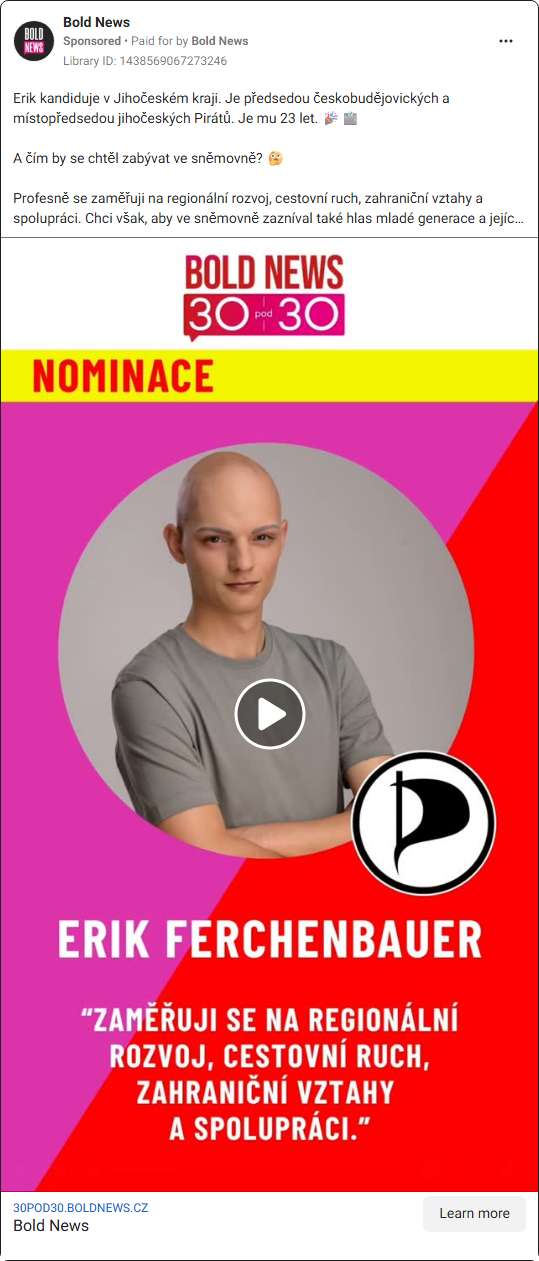 Bold News
Sponsored • Paid for by Bold News
Library ID: 1438569067273246
Erik kandiduje v Jihočeském kraji. Je předsedou českobudějovických a
místopředsedou jihočeských Pirátů. Je mu 23 let. 🎉 🏢
A čím by se chtěl zabývat ve sněmovně? 🤔
Profesně se zaměřuji na regionální rozvoj, cestovní ruch, zahraniční vztahy a
spolupráci. Chci však, aby ve sněmovně zazníval také hlas mladé generace a jejíc...
BOLD NEWS
BOLD NEWS
30 pod 30
NOMINACE
ERIK FERCHENBAUER
“ZAMĚŘUJI SE NA REGIONÁLNÍ
ROZVOJ, CESTOVNÍ RUCH,
ZAHRANIČNÍ VZTAHY
A SPOLUPRÁCI.”
30POD30.BOLDNEWS.CZ
Bold News
Learn more